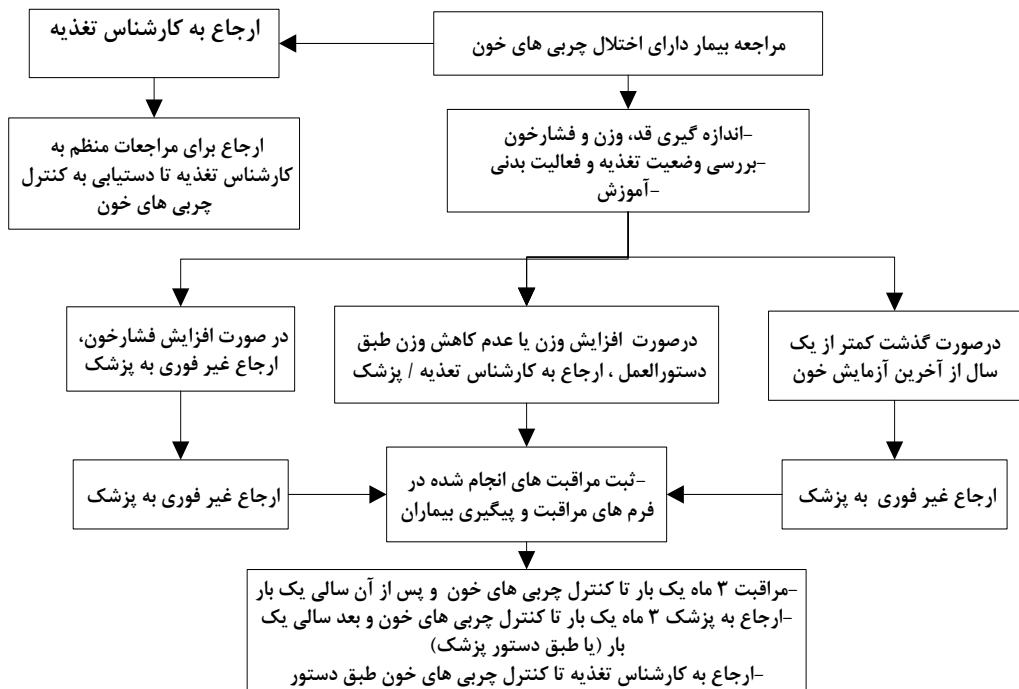 مراجعه بیمار دارای اختلال چربی های خون
ارجاع به کارشناس تغذیه
ارجاع برای مراجعات منظم به
کارشناس تغذیه تا دستیابی به کنترل
چربی های خون
-اندازه گیری قد، وزن و فشارخون
-بررسی وضعیت تغذیه و فعالیت بدنی
-آموزش
درصورت گذشت کمتر از یک
سال از آخرین آزمایش خون
درصورت افزایش وزن یا عدم کاهش وزن طبق
دستورالعمل ، ارجاع به کارشناس تعذیه / پزشک
در صورت افزایش فشارخون،
ارجاع غیر فوری به پزشک
ارجاع غیر فوری به پزشک
-ثبت مراقبت های انجام شده در
فرم های مراقبت و پیگیری بیماران
ارجاع غیر فوری به پزشک
-مراقبت ۳ ماه یک بار تا کنترل چربی های خون و پس از آن سالی یک بار
-ارجاع به پزشک ۳ ماه یک بار تا کنترل چربی های خون و بعد سالی یک
بار (یا طبق دستور پزشک)
-ارجاع به کارشناس تغذیه تا کنترل چربی های خون طبق دستور